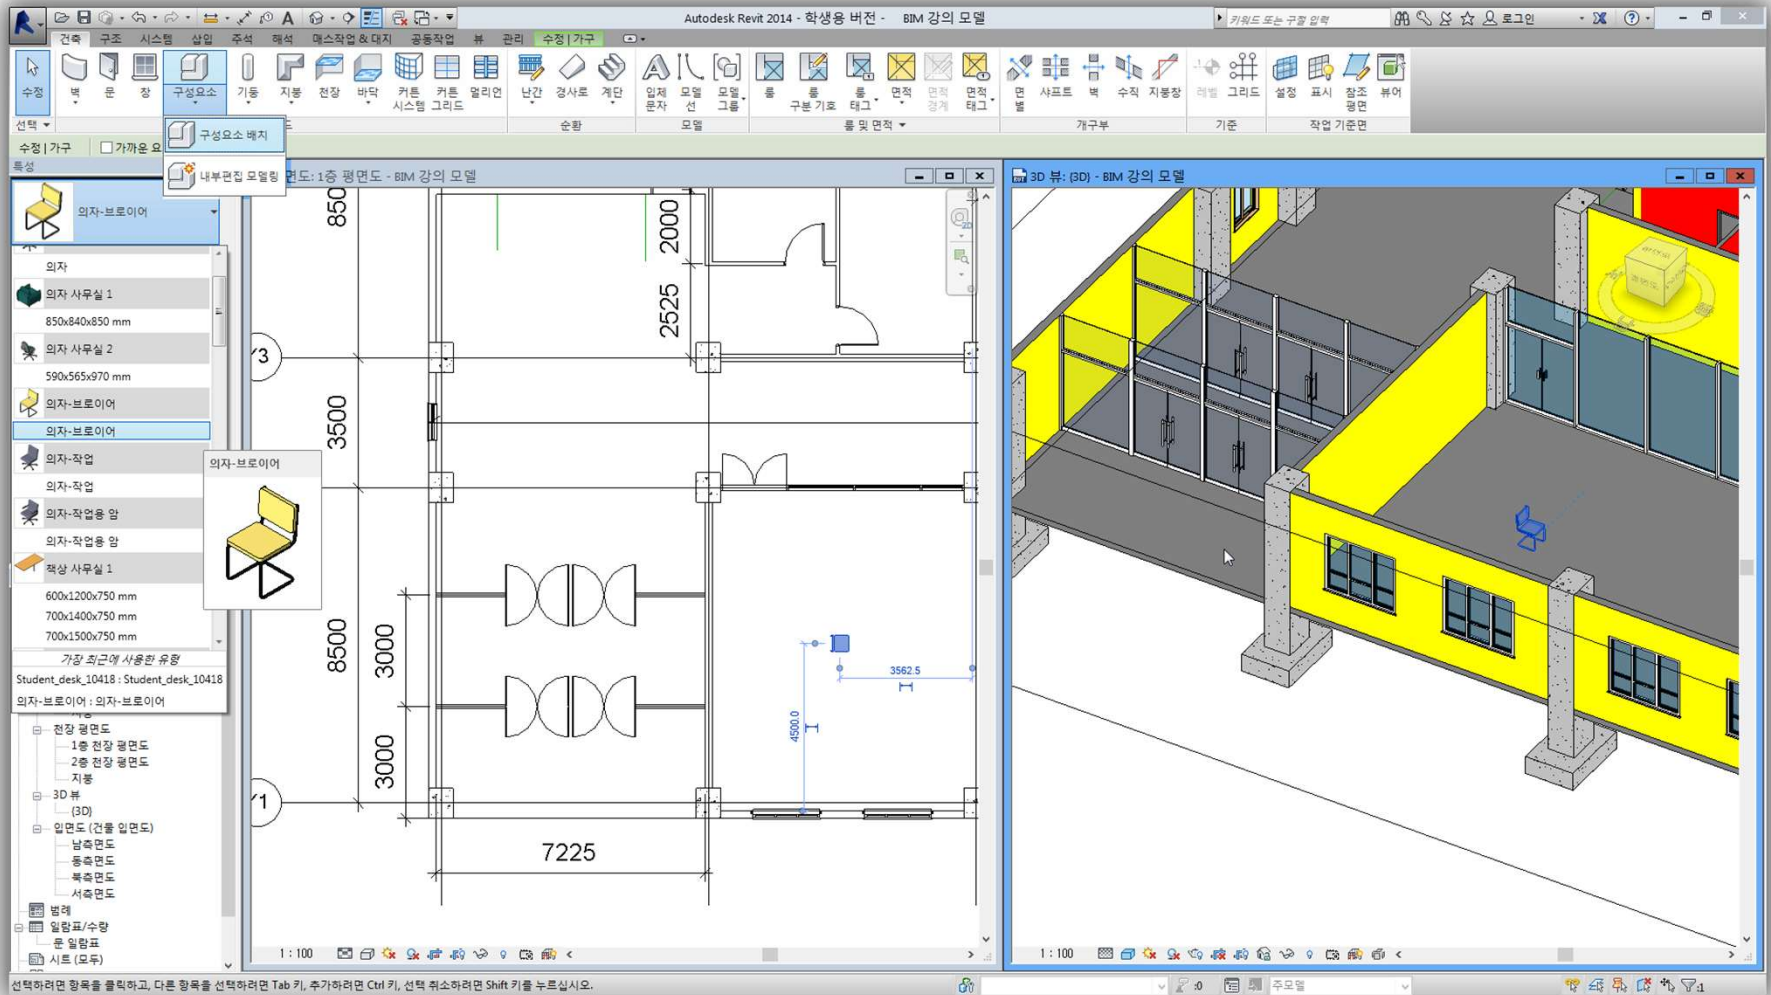 Autodesk Revit 2014 - 학생용 버전 - BIM 강의 모델
키워드 또는 구절 입력
로그인
건축 구조 시스템 삽입 주석 해석 매스작업 & 대지 공동작업 뷰 관리 수정 | 가구
수정 벽 문 창 구성요소 기둥 지붕 천장 바닥 커튼 시스템 커튼 그리드 멀리언 난간 경사로 계단 입체 문자 모델 선 모델 그룹 룸 룸 구분 기호 룸 태그 면적 면적 경계 면적 태그 면별 샤프트 벽 수직 지붕창 레벨 그리드 설정 표시 참조 평면 뷰어
선택 드 순환 모델 룸 및 면적 개구부 기준 작업 기준면
구성요소 배치
내부편집 모델링
수정 | 가구 가까운 요
특성
면도: 1층 평면도 - BIM 강의 모델
3D 뷰: {3D} - BIM 강의 모델
의자-브로이어
의자
의자 사무실 1
850x840x850 mm
의자 사무실 2
590x565x970 mm
의자-브로이어
의자-브로이어
의자-작업
의자-작업
의자-작업용 암
의자-작업용 암
책상 사무실 1
600x1200x750 mm
700x1400x750 mm
700x1500x750 mm
가장 최근에 사용한 유형
Student_desk_10418 : Student_desk_10418
의자-브로이어 : 의자-브로이어
의자-브로이어
천장 평면도
1층 천장 평면도
2층 천장 평면도
지붕
3D 뷰
{3D}
입면도 (건물 입면도)
남측면도
동측면도
북측면도
서측면도
범례
일람표/수량
문 일람표
시트 (모두)
850
2000
2525
Y3
3500
8500
3000
3000
Y1
7225
3562.5
4500.0
1 : 100
1 : 100
선택하려면 항목을 클릭하고, 다른 항목을 선택하려면 Tab 키, 추가하려면 Ctrl 키, 선택 취소하려면 Shift 키를 누르십시오.
:0
주모델
:1